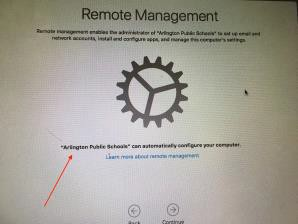 Remote Management
Remote management enables the administrator of "Arlington Public Schools" to set up email and
network accounts, install and configure apps, and manage this computer's settings.
"Arlington Public Schools" can automatically configure your computer.
Learn more about remote management
Back
Continue